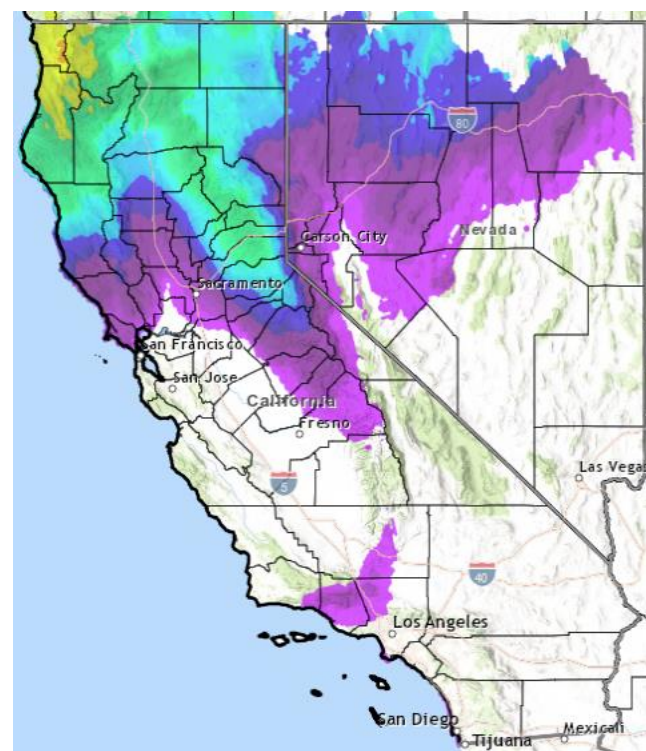 80
Nevada
Carson City
Sacramento
San Francisco
San Jose
California
Fresno
Las Vegas
5
40
Los Angeles
San Diego
Tijuana
Mexicali